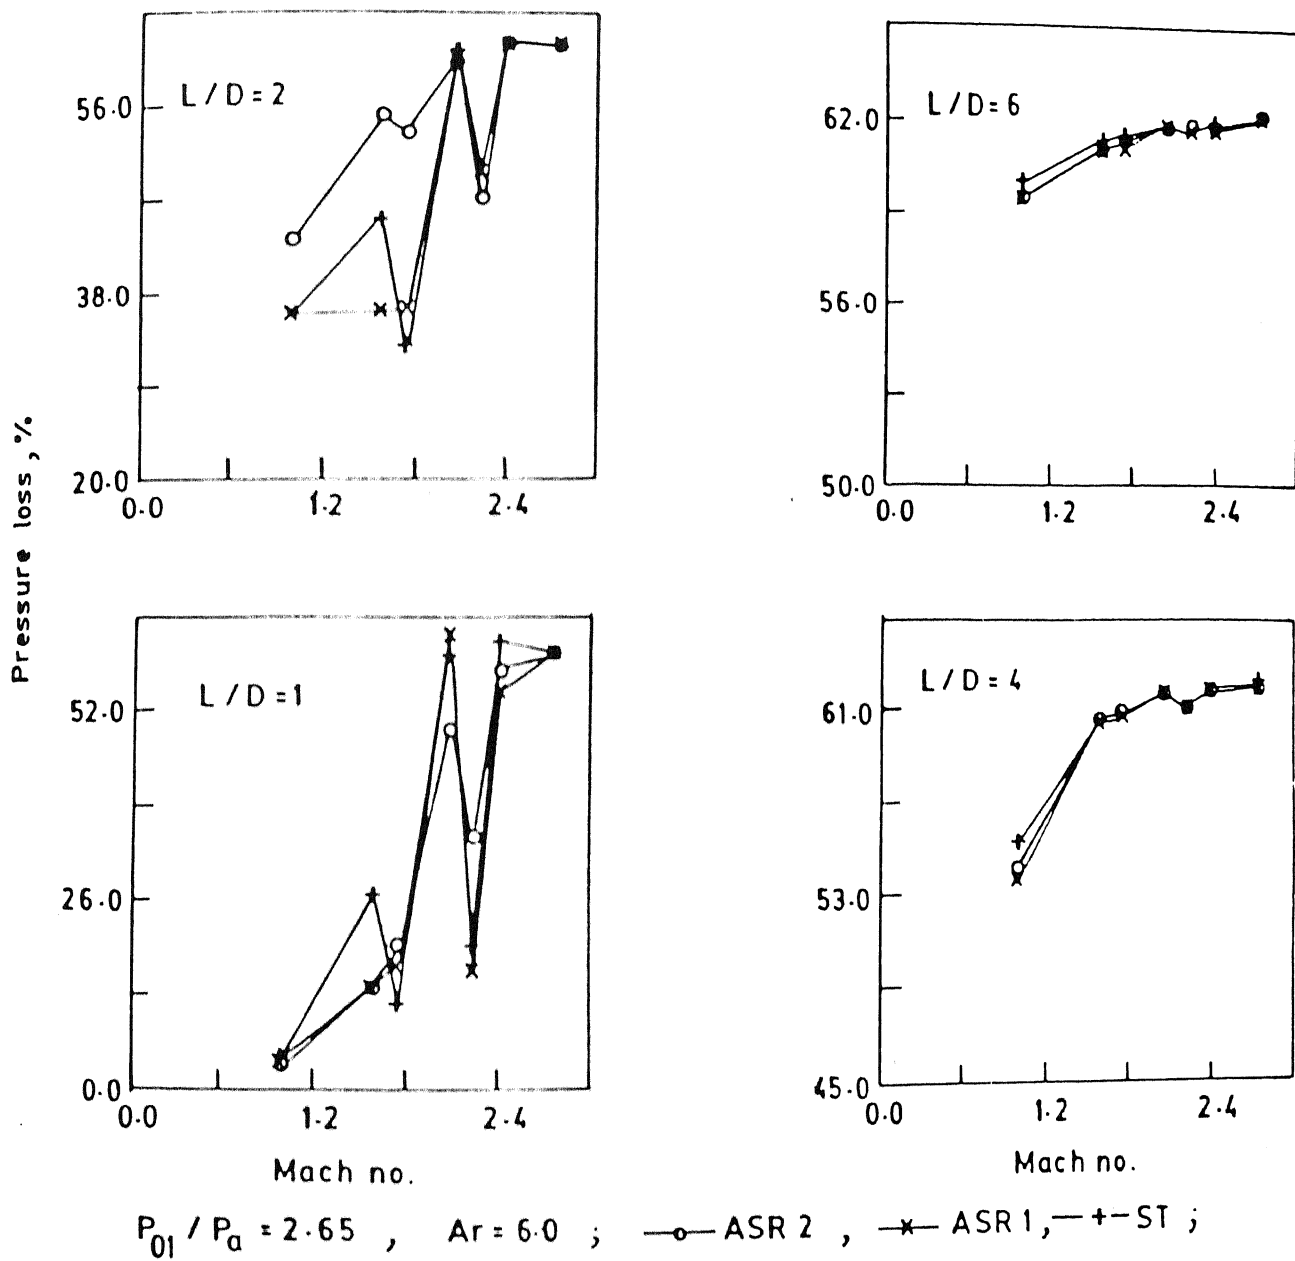 Pressure loss, %
L/D=2
56.0
38.0
20.0
0.0 1.2 2.4
L/D=6
62.0
56.0
50.0
0.0 1.2 2.4
L/D=1
52.0
26.0
0.0
0.0 1.2 2.4
Mach no.
L/D=4
61.0
53.0
45.0
0.0 1.2 2.4
Mach no.
P01/Pa = 2.65 , Ar = 6.0 ; —o— ASR 2 , —x— ASR 1, —+— ST ;